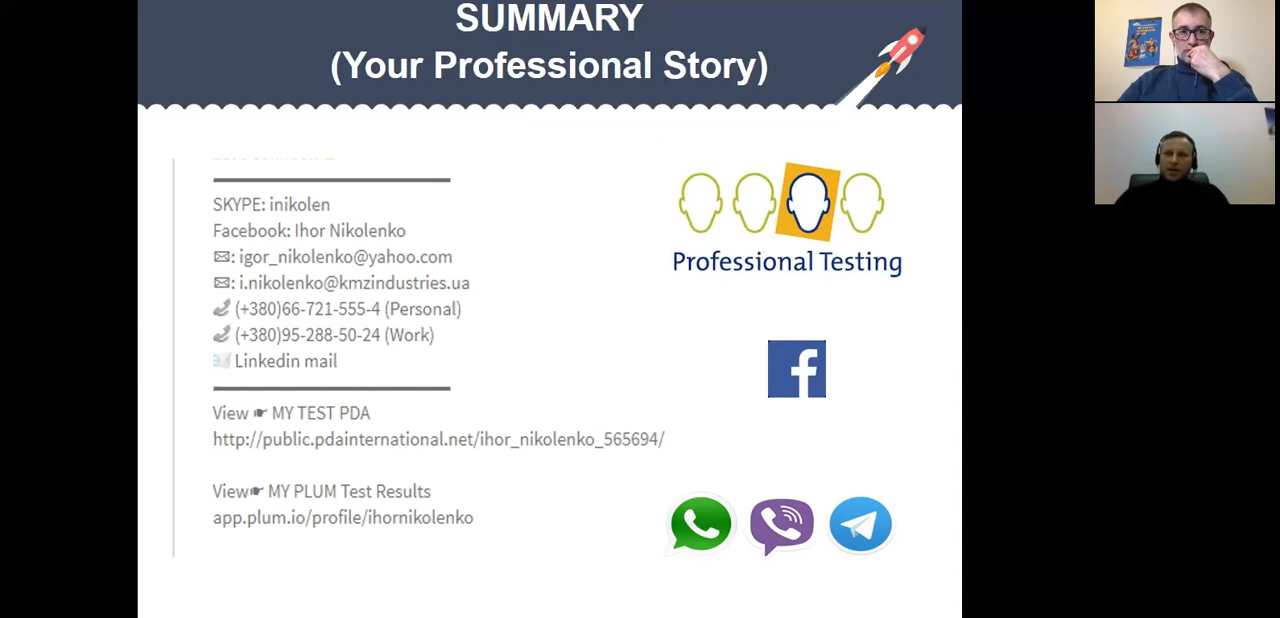 SUMMARY
(Your Professional Story)
SKYPE: inikolen
Facebook: Ihor Nikolenko
✉: igor_nikolenko@yahoo.com
✉: i.nikolenko@kmzindustries.ua
(+380)66-721-555-4 (Personal)
(+380)95-288-50-24 (Work)
Linkedin mail
View ☛ MY TEST PDA
http://public.pdainternational.net/ihor_nikolenko_565694/
View☛ MY PLUM Test Results
app.plum.io/profile/ihornikolenko
Professional Testing
f